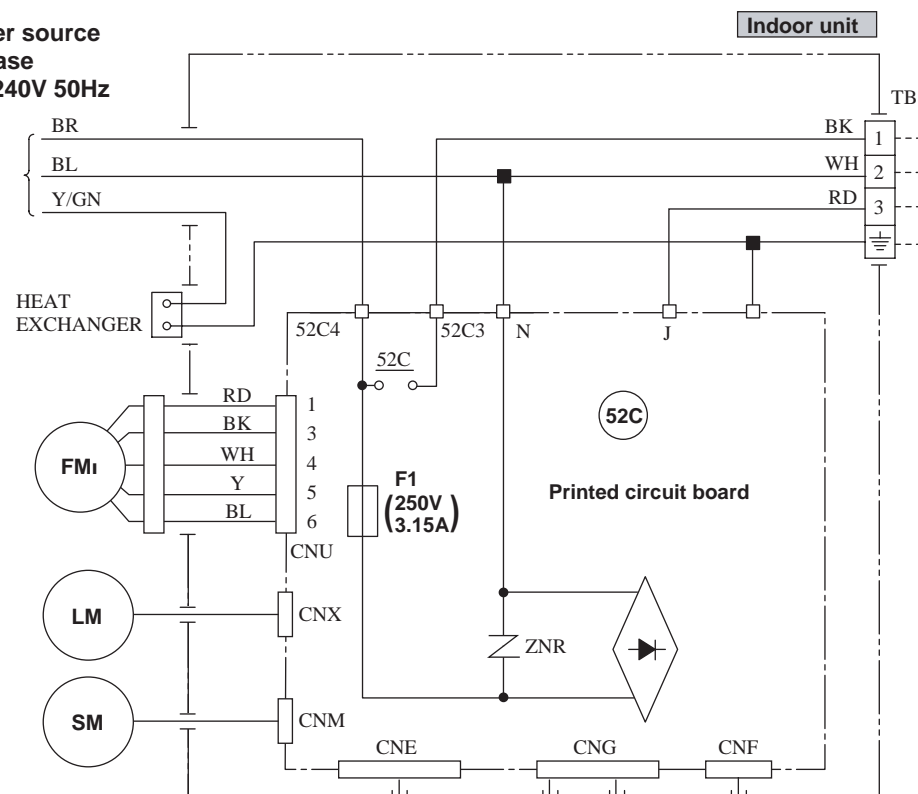 Indoor unit
er source
ase
240V 50Hz
TB
BR
BK
1
BL
WH
2
Y/GN
RD
3
HEAT
EXCHANGER
52C4
52C3
N
J
52C
RD
1
BK
3
WH
4
Y
5
BL
6
CNU
FM1
52C
F1
(250V
3.15A)
Printed circuit board
LM
CNX
ZNR
SM
CNM
CNE
CNG
CNF